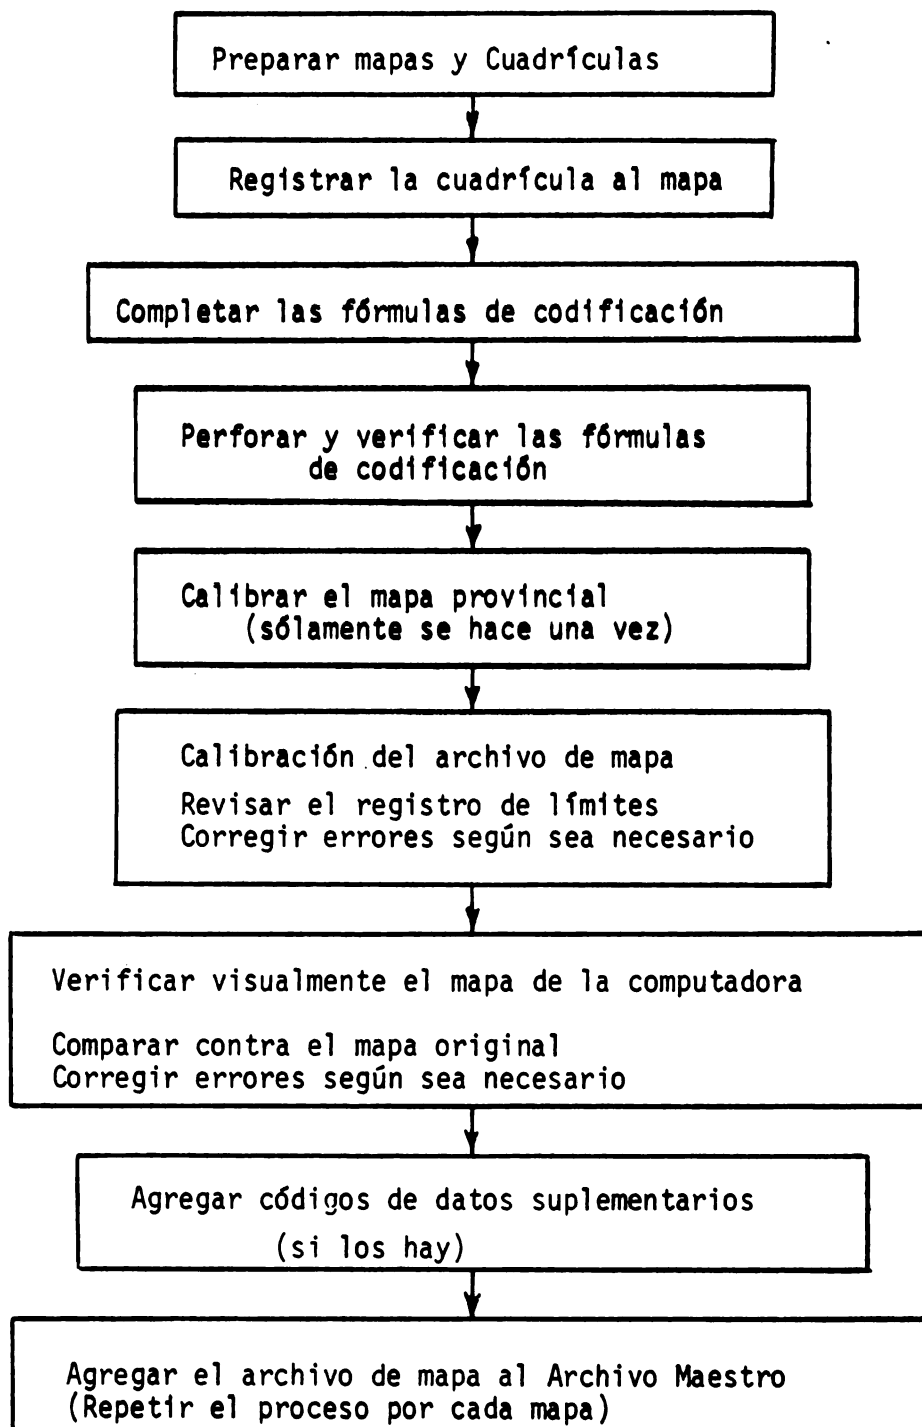 Preparar mapas y Cuadrículas
Registrar la cuadrícula al mapa
Completar las fórmulas de codificación
Perforar y verificar las fórmulas
de codificación
Calibrar el mapa provincial
(sólamente se hace una vez)
Calibración del archivo de mapa
Revisar el registro de límites
Corregir errores según sea necesario
Verificar visualmente el mapa de la computadora
Comparar contra el mapa original
Corregir errores según sea necesario
Agregar códigos de datos suplementarios
(si los hay)
Agregar el archivo de mapa al Archivo Maestro
(Repetir el proceso por cada mapa)